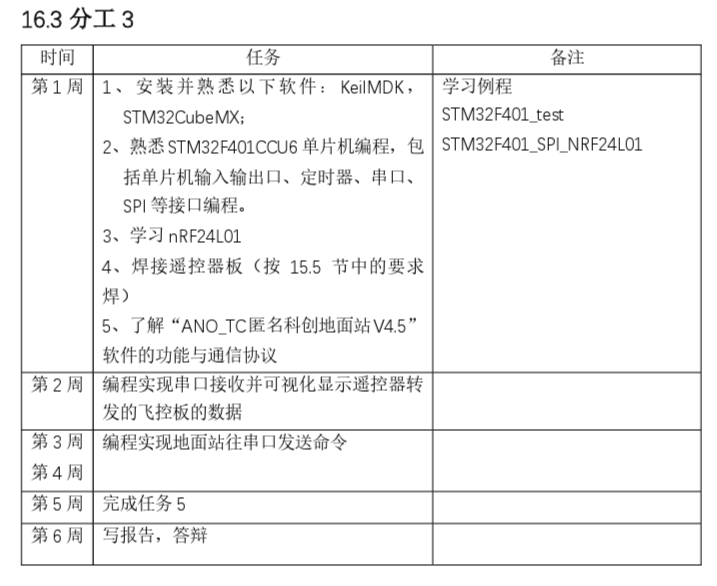 16.3 分工 3
时间 任务 备注
第 1 周 1、安装并熟悉以下软件：KeilMDK， 学习例程
STM32CubeMX; STM32F401_test
2、熟悉 STM32F401CCU6 单片机编程，包 STM32F401_SPI_NRF24L01
括单片机输入输出口、定时器、串口、
SPI 等接口编程。
3、学习 nRF24L01
4、焊接遥控器板（按 15.5 节中的要求
焊）
5、了解“ANO_TC匿名科创地面站V4.5”
软件的功能与通信协议
第 2 周 编程实现串口接收并可视化显示遥控器转
发的飞控板的数据
第 3 周 编程实现地面站往串口发送命令
第 4 周
第 5 周 完成任务 5
第 6 周 写报告，答辩